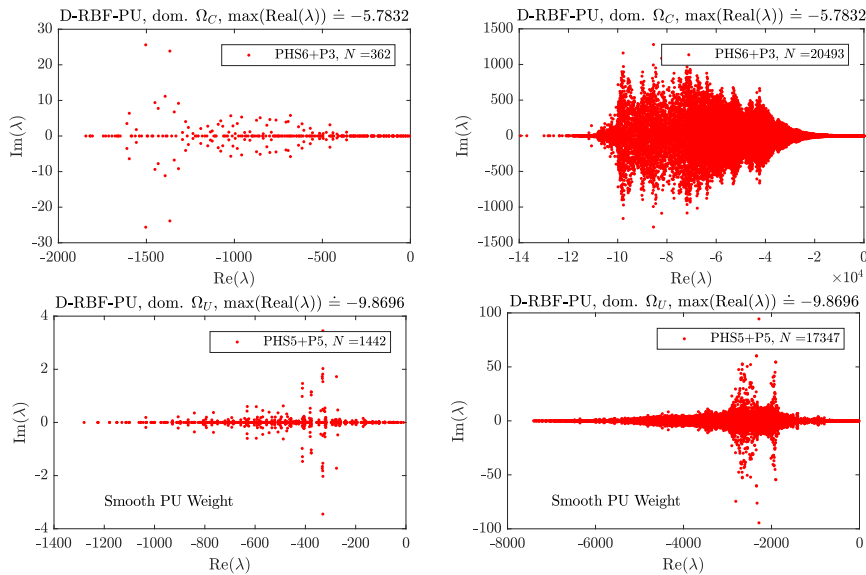 D-RBF-PU, dom. Ω_C, max(Real(λ)) ≐ −5.7832
30
20
10
0
-10
-20
-30
Im(λ)
PHS6+P3, N =362
-2000
-1500
-1000
-500
0
Re(λ)
D-RBF-PU, dom. Ω_C, max(Real(λ)) ≐ −5.7832
1500
1000
500
0
-500
-1000
-1500
Im(λ)
PHS6+P3, N =20493
-14
-12
-10
-8
-6
-4
-2
0
Re(λ)
×10^4
D-RBF-PU, dom. Ω_U, max(Real(λ)) ≐ −9.8696
4
2
0
-2
-4
Im(λ)
PHS5+P5, N =1442
Smooth PU Weight
-1400
-1200
-1000
-800
-600
-400
-200
0
Re(λ)
D-RBF-PU, dom. Ω_U, max(Real(λ)) ≐ −9.8696
100
50
0
-50
-100
Im(λ)
PHS5+P5, N =17347
Smooth PU Weight
-8000
-6000
-4000
-2000
0
Re(λ)